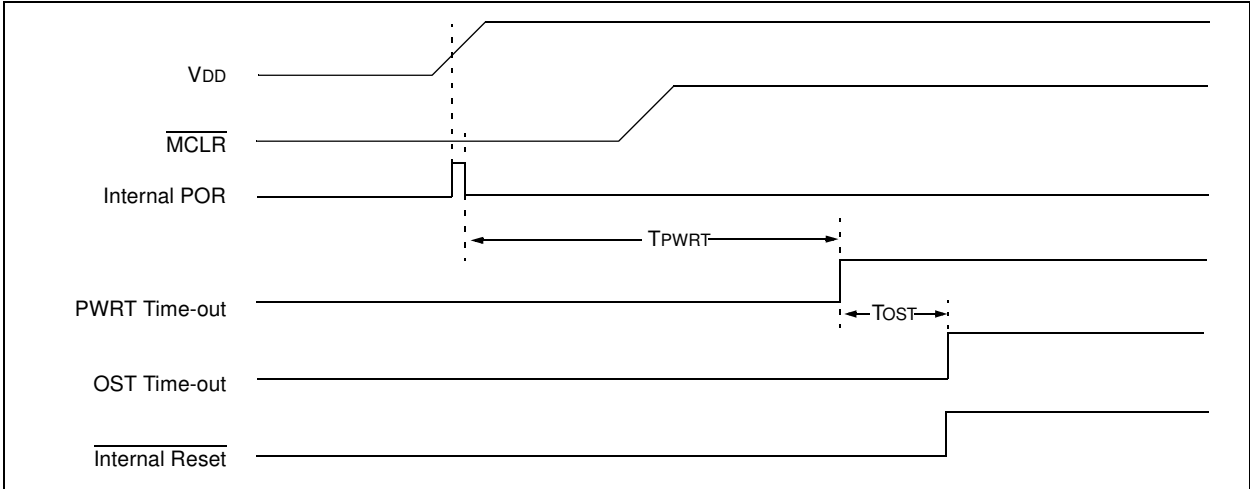 VDD
MCLR
Internal POR
TPWRT
PWRT Time-out
TOST
OST Time-out
Internal Reset